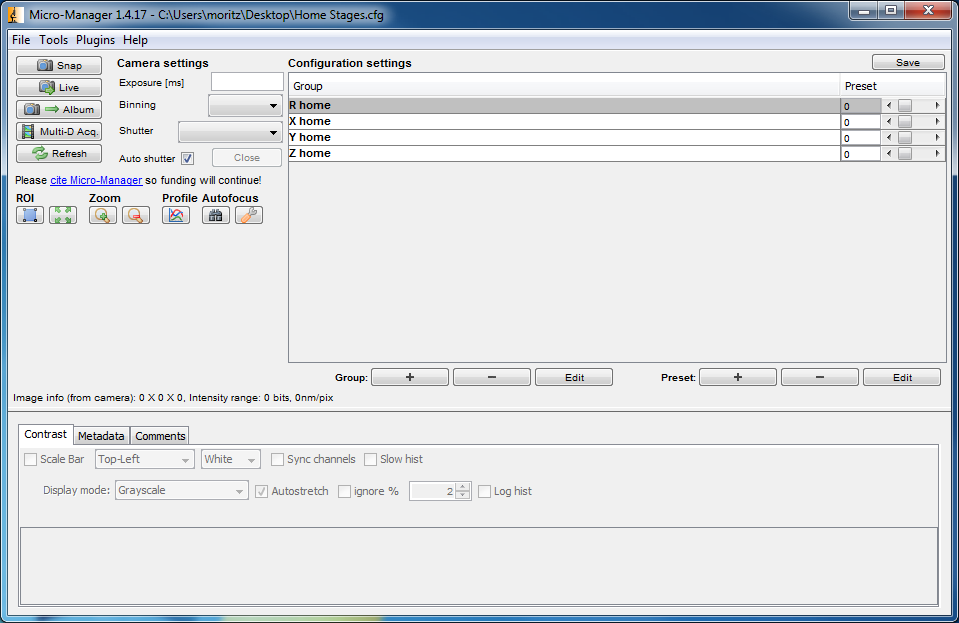 Micro-Manager 1.4.17 - C:\Users\moritz\Desktop\Home Stages.cfg
File Tools Plugins Help
Snap
Live
Album
Multi-D Acq.
Refresh
Camera settings
Exposure [ms]
Binning
Shutter
Auto shutter
Close
Please cite Micro-Manager so funding will continue!
ROI Zoom Profile Autofocus
Configuration settings
Save
Group Preset
R home 0
X home 0
Y home 0
Z home 0
Group: + − Edit Preset: + − Edit
Image info (from camera): 0 X 0 X 0, Intensity range: 0 bits, 0nm/pix
Contrast Metadata Comments
Scale Bar Top-Left White Sync channels Slow hist
Display mode: Grayscale Autostretch ignore % 2 Log hist